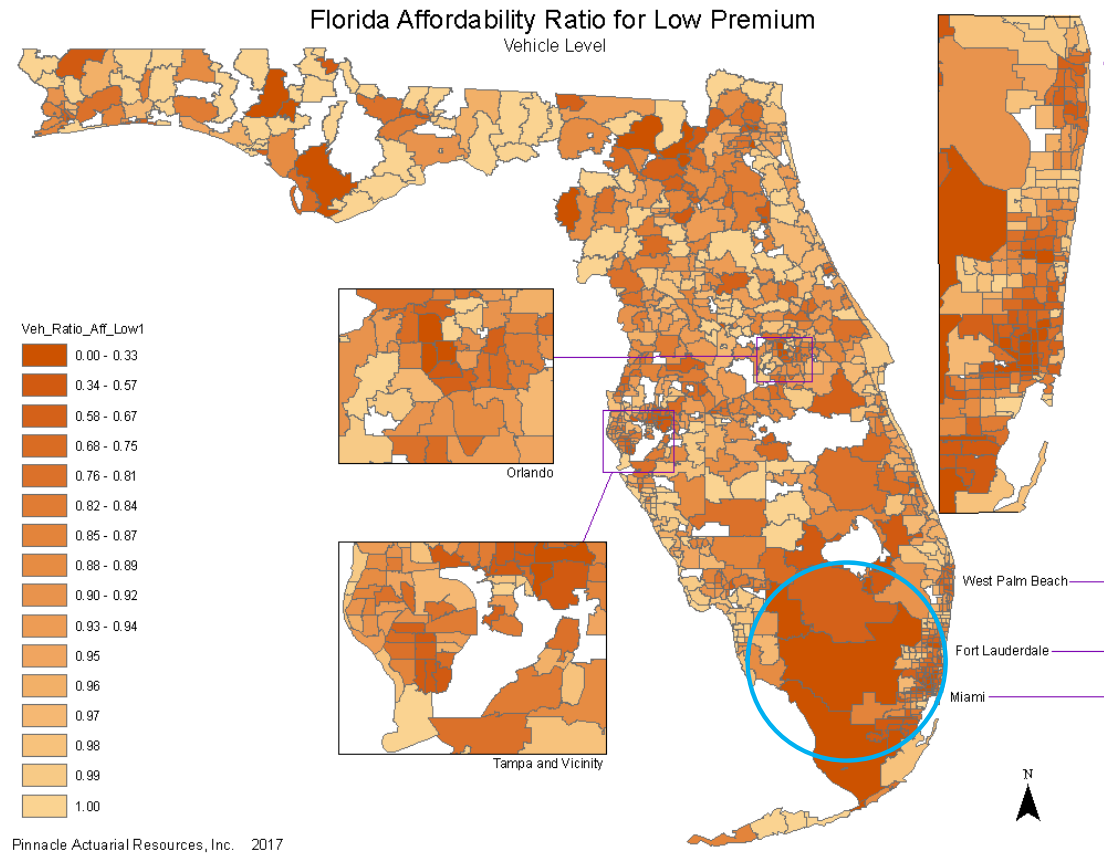 Florida Affordability Ratio for Low Premium
Vehicle Level
Veh_Ratio_Aff_Low1
0.00 - 0.33
0.34 - 0.57
0.58 - 0.67
0.68 - 0.75
0.76 - 0.81
0.82 - 0.84
0.85 - 0.87
0.88 - 0.89
0.90 - 0.92
0.93 - 0.94
0.95
0.96
0.97
0.98
0.99
1.00
Orlando
Tampa and Vicinity
West Palm Beach
Fort Lauderdale
Miami
N
Pinnacle Actuarial Resources, Inc. 2017